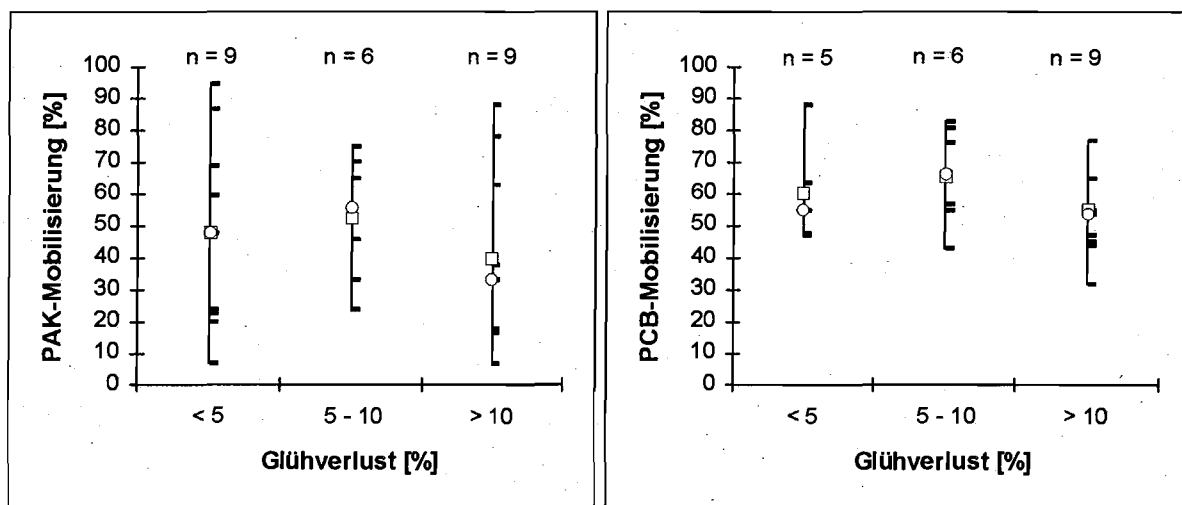 n = 9 n = 6 n = 9
100
90
80
70
60
50
40
30
20
10
0
PAK-Mobilisierung [%]
< 5 5 - 10 > 10
Glühverlust [%]
n = 5 n = 6 n = 9
100
90
80
70
60
50
40
30
20
10
0
PCB-Mobilisierung [%]
< 5 5 - 10 > 10
Glühverlust [%]